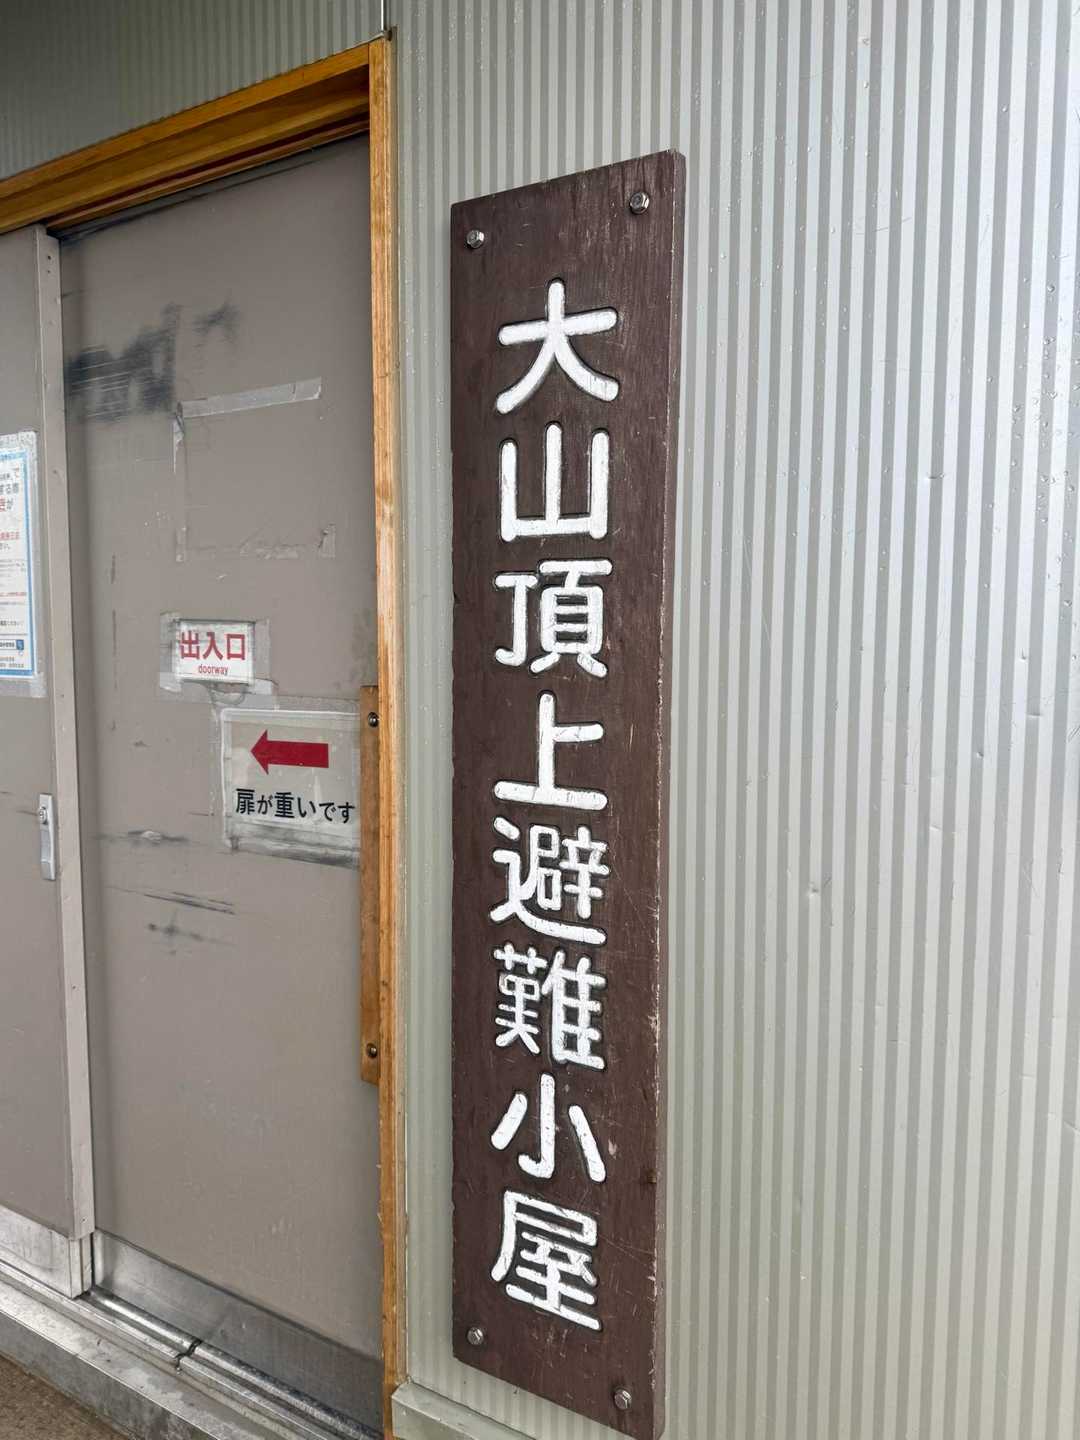 大山頂上避難小屋
出入口
doorway
扉が重いです